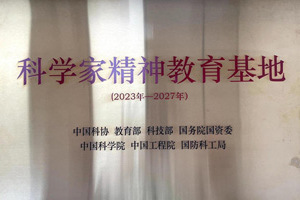 科学家精神教育基地
(2023年—2027年)
中国科协 教育部 科技部 国务院国资委
中国科学院 中国工程院 国防科工局